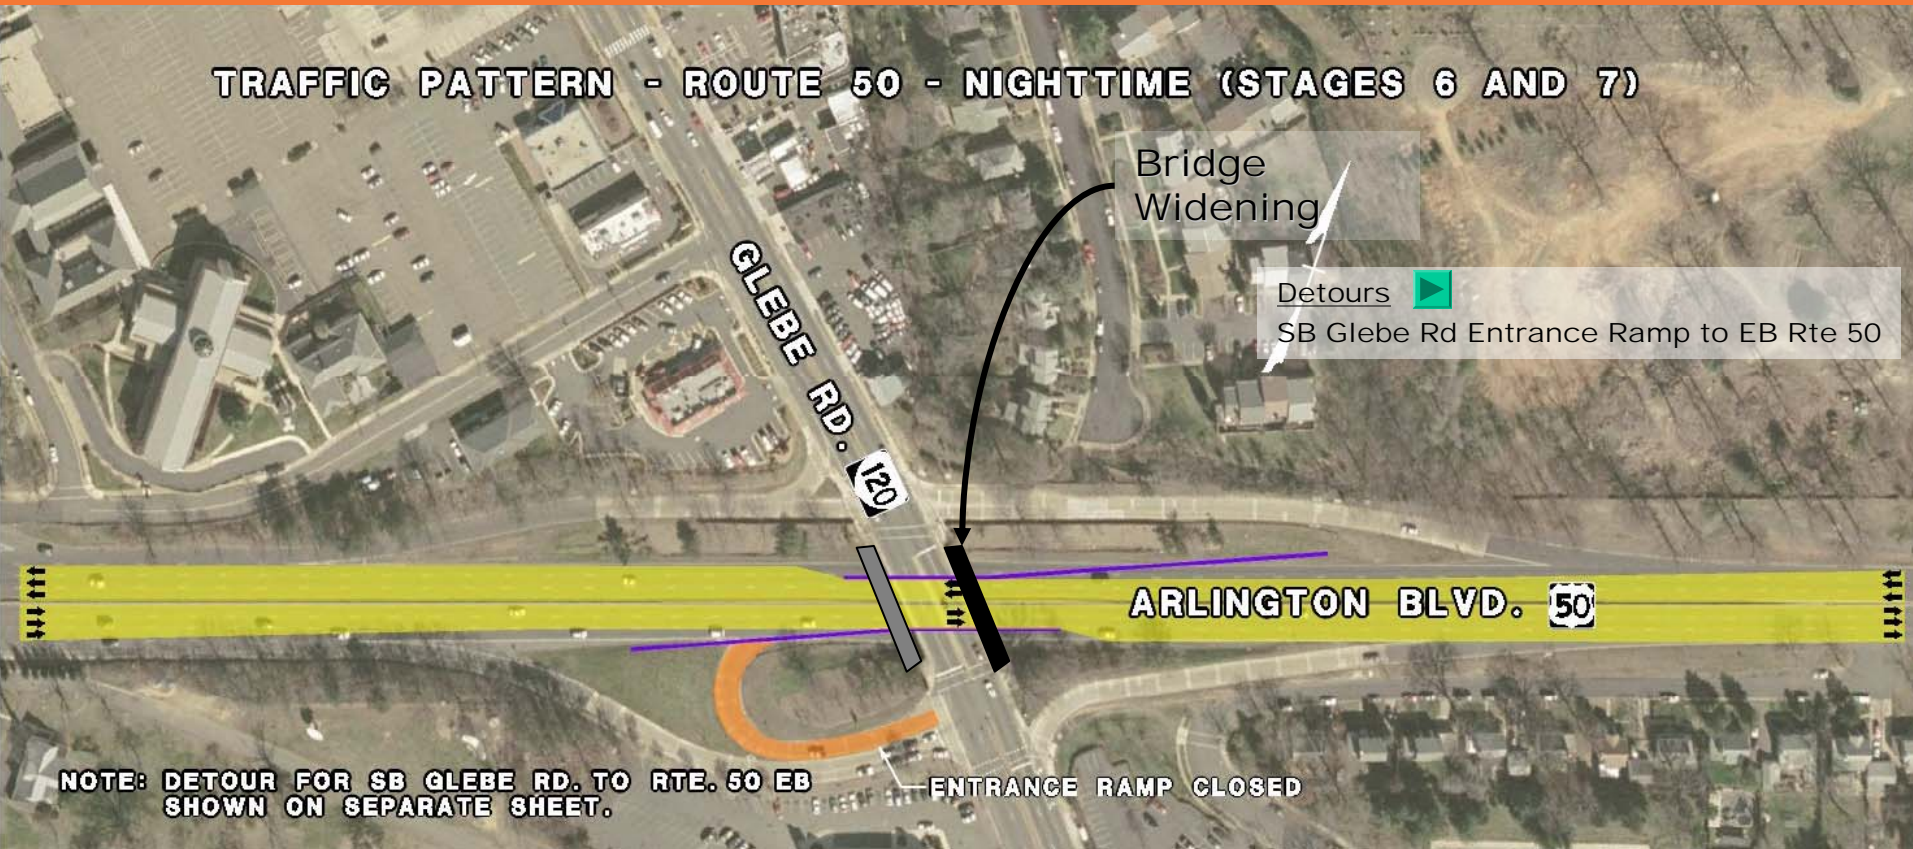 TRAFFIC PATTERN - ROUTE 50 - NIGHTTIME (STAGES 6 AND 7)
Bridge
Widening
GLEBE RD.
Detours
SB Glebe Rd Entrance Ramp to EB Rte 50
120
ARLINGTON BLVD. 50
NOTE: DETOUR FOR SB GLEBE RD. TO RTE. 50 EB
SHOWN ON SEPARATE SHEET.
ENTRANCE RAMP CLOSED